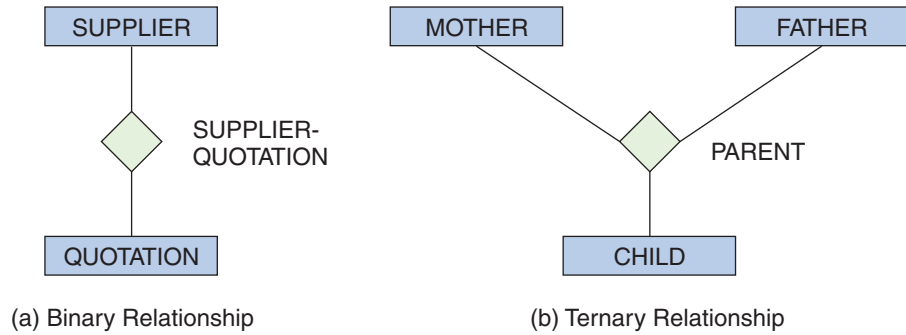 SUPPLIER
SUPPLIER-
QUOTATION
QUOTATION
(a) Binary Relationship
MOTHER
FATHER
PARENT
CHILD
(b) Ternary Relationship